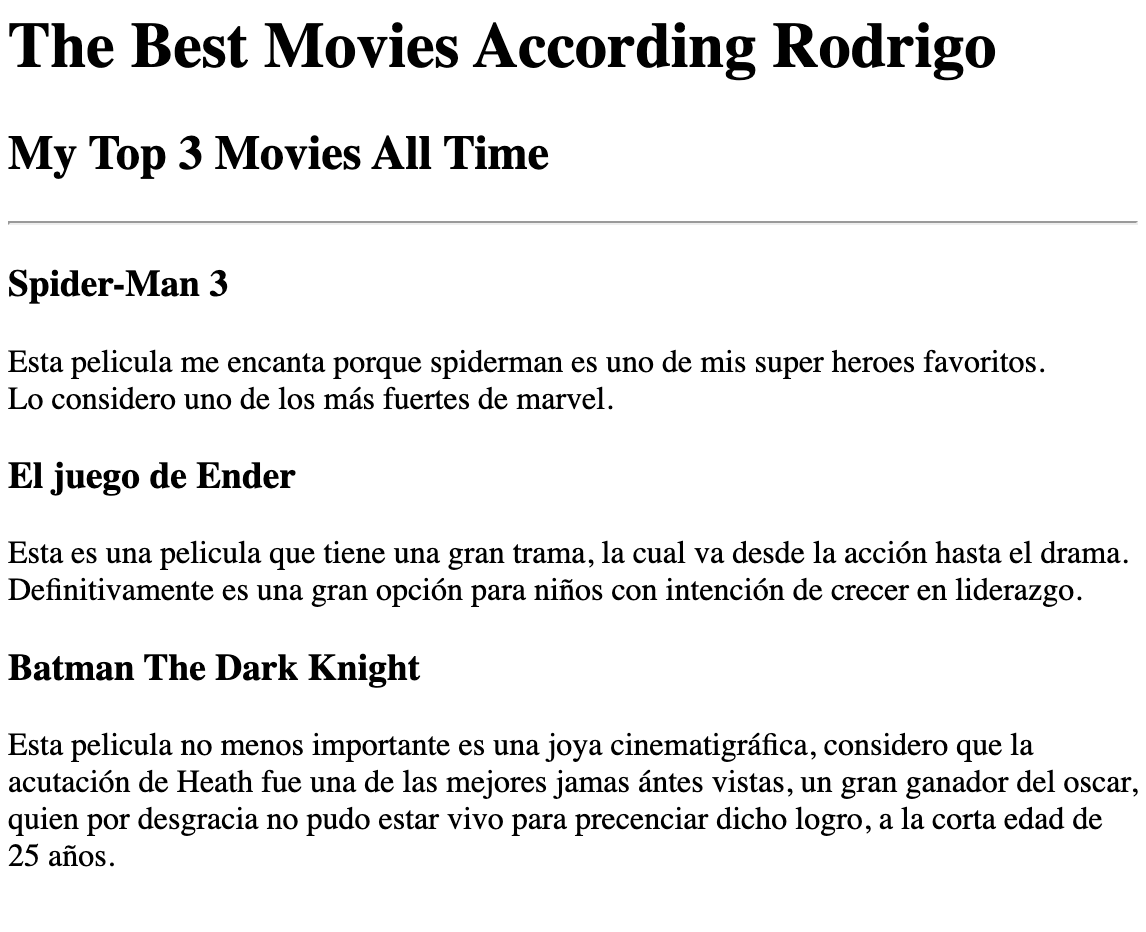 The Best Movies According Rodrigo
My Top 3 Movies All Time
Spider-Man 3
Esta pelicula me encanta porque spiderman es uno de mis super heroes favoritos.
Lo considero uno de los más fuertes de marvel.
El juego de Ender
Esta es una pelicula que tiene una gran trama, la cual va desde la acción hasta el drama.
Definitivamente es una gran opción para niños con intención de crecer en liderazgo.
Batman The Dark Knight
Esta pelicula no menos importante es una joya cinematigráfica, considero que la
acutación de Heath fue una de las mejores jamas ántes vistas, un gran ganador del oscar,
quien por desgracia no pudo estar vivo para precenciar dicho logro, a la corta edad de
25 años.